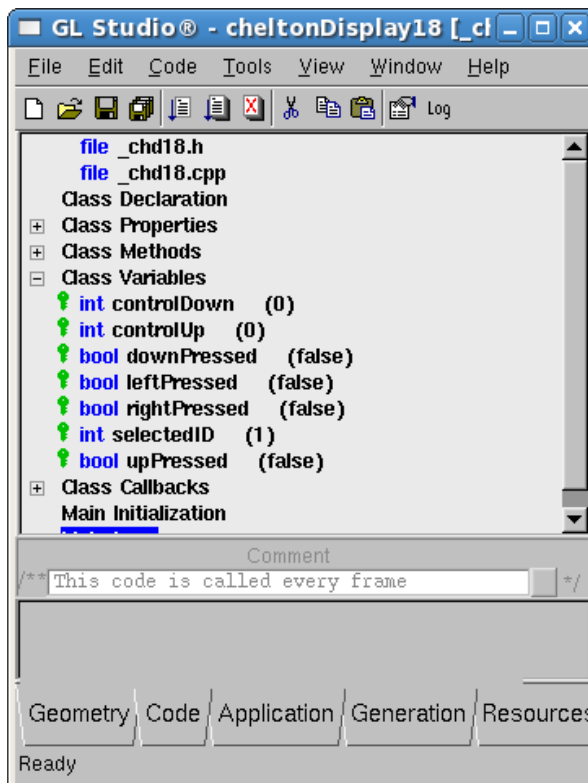 GL Studio® - cheltonDisplay18 [_cl
File Edit Code Tools View Window Help
Log
file _chd18.h
file _chd18.cpp
Class Declaration
Class Properties
Class Methods
Class Variables
int controlDown (0)
int controlUp (0)
bool downPressed (false)
bool leftPressed (false)
bool rightPressed (false)
int selectedID (1)
bool upPressed (false)
Class Callbacks
Main Initialization
Comment
/** This code is called every frame */
Geometry Code Application Generation Resources
Ready